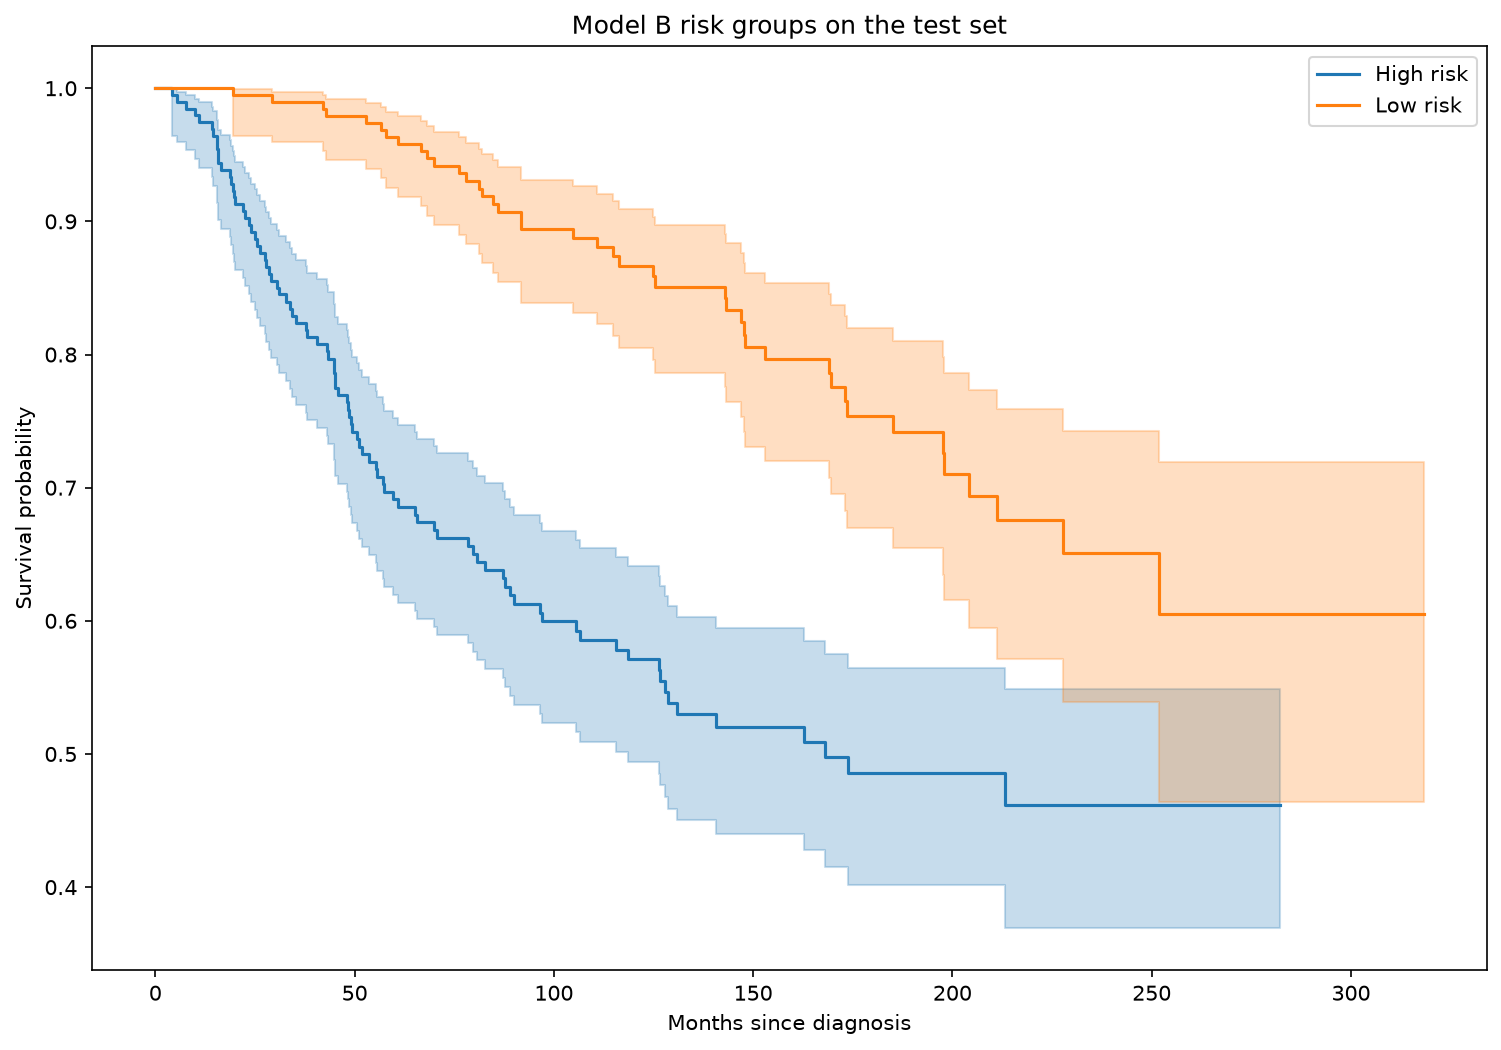 Model B risk groups on the test set
High risk
Low risk
Survival probability
1.0
0.9
0.8
0.7
0.6
0.5
0.4
0 50 100 150 200 250 300
Months since diagnosis